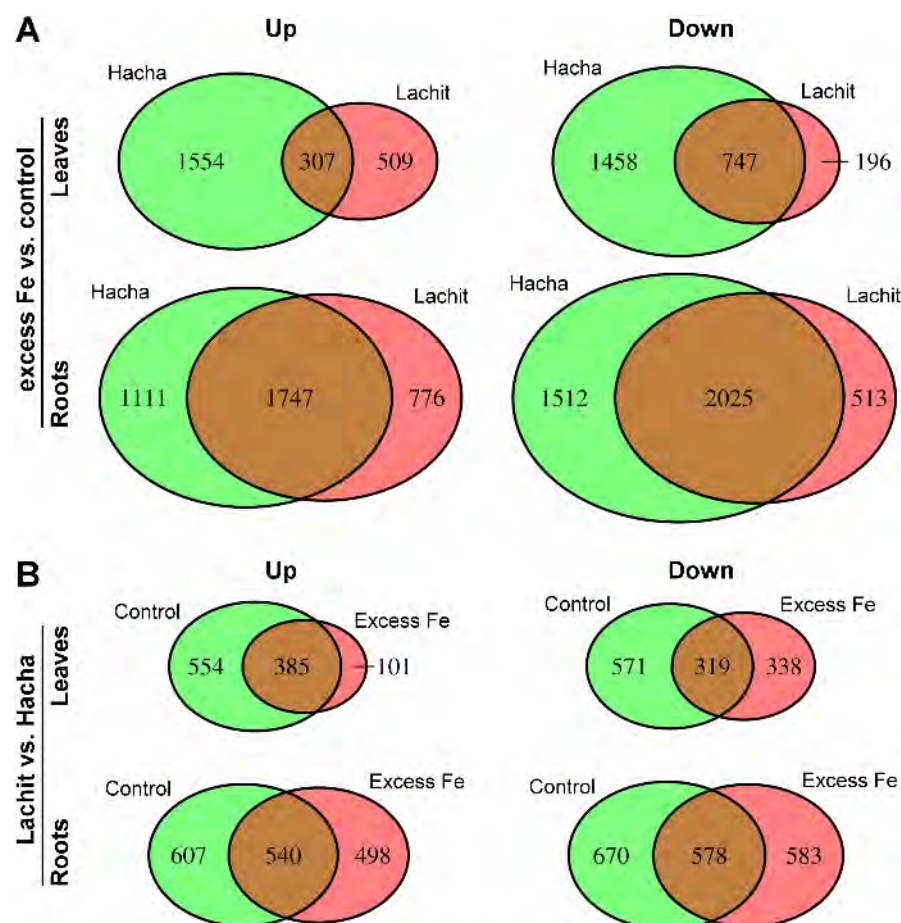 A
Up
Down
excess Fe vs. control
Leaves
Hacha
Lachit
1554
307
509
Hacha
Lachit
1458
747
196
Roots
Hacha
Lachit
1111
1747
776
Hacha
Lachit
1512
2025
513
B
Up
Down
Lachit vs. Hacha
Leaves
Control
Excess Fe
554
385
101
Control
Excess Fe
571
319
338
Roots
Control
Excess Fe
607
540
498
Control
Excess Fe
670
578
583